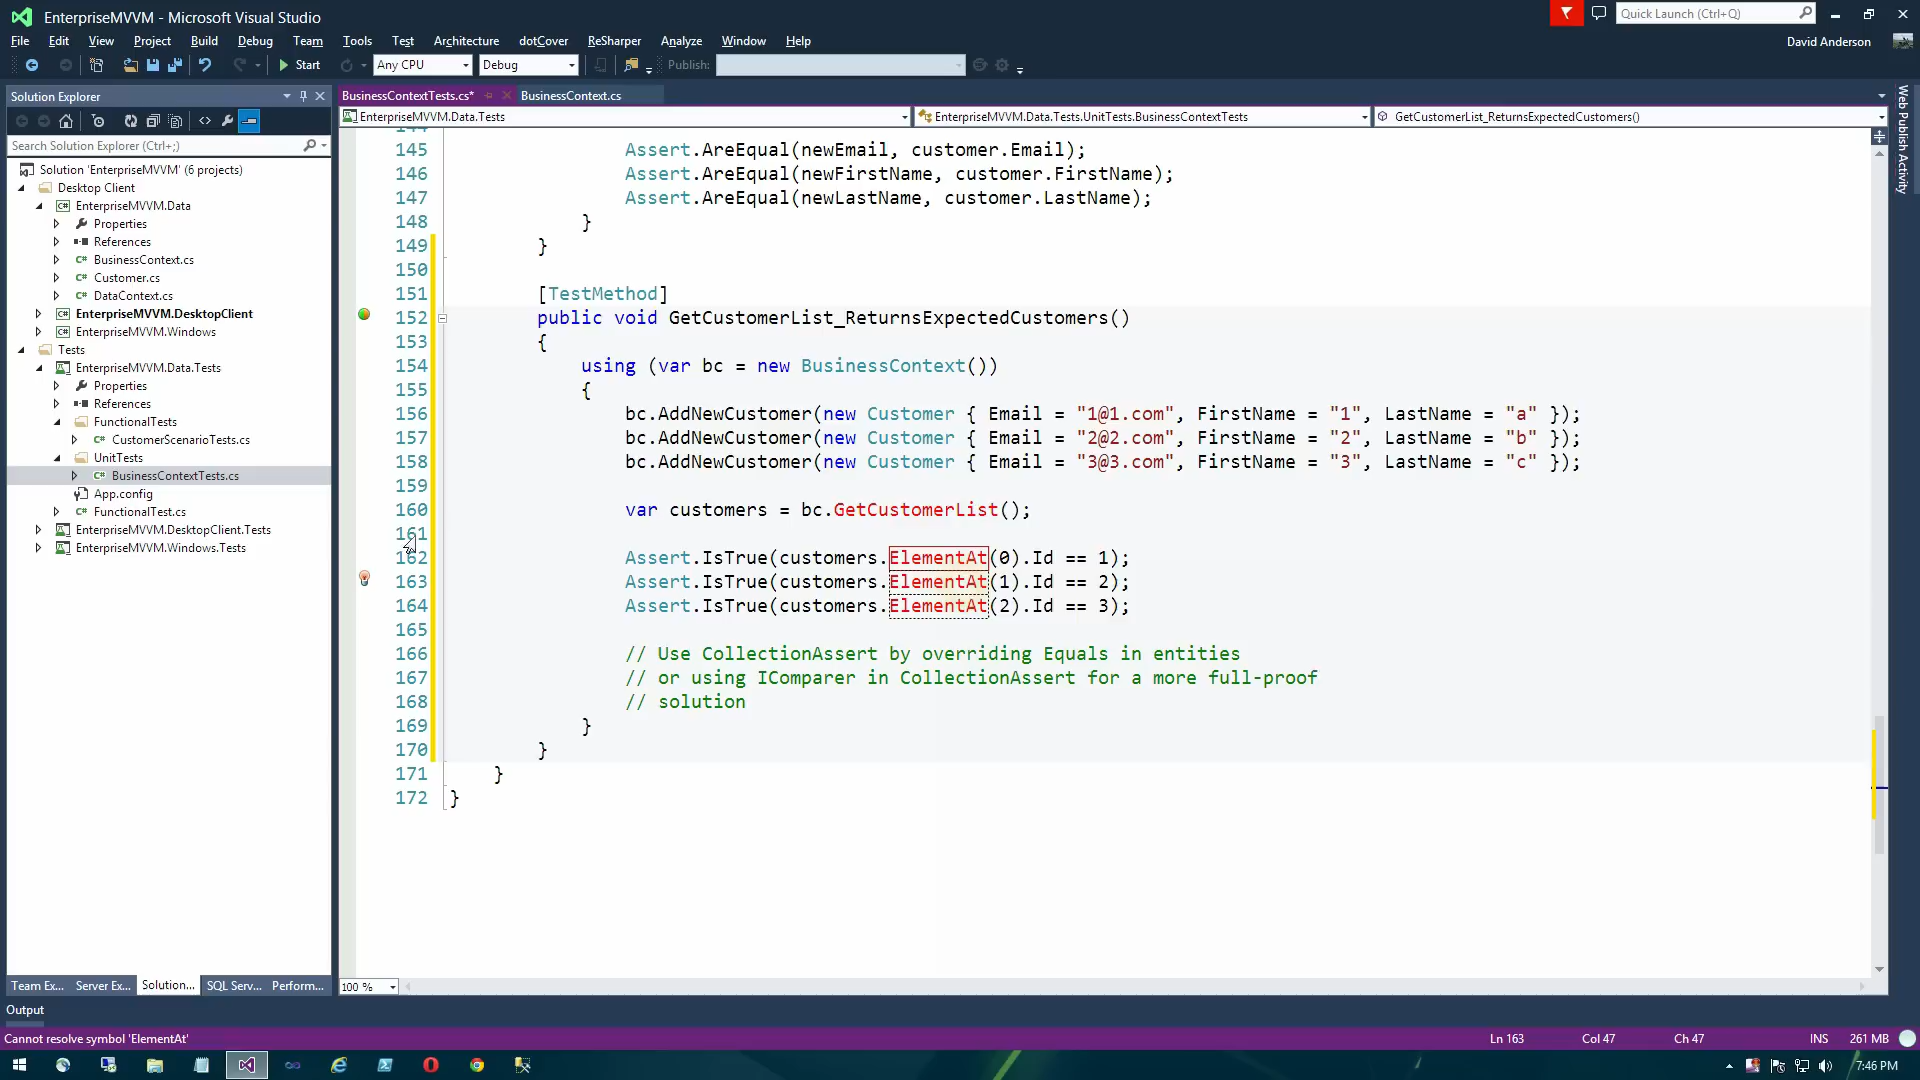 EnterpriseMVVM - Microsoft Visual Studio
Quick Launch (Ctrl+Q)
File Edit View Project Build Debug Team Tools Test Architecture dotCover ReSharper Analyze Window Help
David Anderson
Start Any CPU Debug Publish:
Solution Explorer
BusinessContextTests.cs* BusinessContext.cs
EnterpriseMVVM.Data.Tests
EnterpriseMVVM.Data.Tests.UnitTests.BusinessContextTests
GetCustomerList_ReturnsExpectedCustomers()
Web Publish Activity
Search Solution Explorer (Ctrl+;)
Solution 'EnterpriseMVVM' (6 projects)
Desktop Client
EnterpriseMVVM.Data
Properties
References
BusinessContext.cs
Customer.cs
DataContext.cs
EnterpriseMVVM.DesktopClient
EnterpriseMVVM.Windows
Tests
EnterpriseMVVM.Data.Tests
Properties
References
FunctionalTests
CustomerScenarioTests.cs
UnitTests
BusinessContextTests.cs
App.config
FunctionalTest.cs
EnterpriseMVVM.DesktopClient.Tests
EnterpriseMVVM.Windows.Tests
Team Ex... Server Ex... Solution... SQL Serv... Perform...
144
145 Assert.AreEqual(newEmail, customer.Email);
146 Assert.AreEqual(newFirstName, customer.FirstName);
147 Assert.AreEqual(newLastName, customer.LastName);
148 }
149 }
150
151 [TestMethod]
152 public void GetCustomerList_ReturnsExpectedCustomers()
153 {
154 using (var bc = new BusinessContext())
155 {
156 bc.AddNewCustomer(new Customer { Email = "1@1.com", FirstName = "1", LastName = "a" });
157 bc.AddNewCustomer(new Customer { Email = "2@2.com", FirstName = "2", LastName = "b" });
158 bc.AddNewCustomer(new Customer { Email = "3@3.com", FirstName = "3", LastName = "c" });
159
160 var customers = bc.GetCustomerList();
161
162 Assert.IsTrue(customers.ElementAt(0).Id == 1);
163 Assert.IsTrue(customers.ElementAt(1).Id == 2);
164 Assert.IsTrue(customers.ElementAt(2).Id == 3);
165
166 // Use CollectionAssert by overriding Equals in entities
167 // or using IComparer in CollectionAssert for a more full-proof
168 // solution
169 }
170 }
171 }
172 }
100 %
Output
Cannot resolve symbol 'ElementAt' Ln 163 Col 47 Ch 47 INS 261 MB
7:46 PM